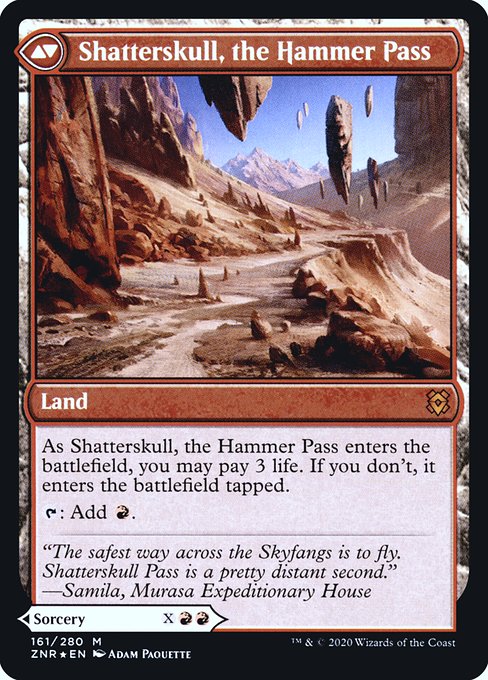 Shatterskull, the Hammer Pass
Land
As Shatterskull, the Hammer Pass enters the
battlefield, you may pay 3 life. If you don't, it
enters the battlefield tapped.
: Add .
"The safest way across the Skyfangs is to fly.
Shatterskull Pass is a pretty distant second."
—Samila, Murasa Expeditionary House
Sorcery X
161/280 M
ZNR★EN Adam Paquette
™ & © 2020 Wizards of the Coast